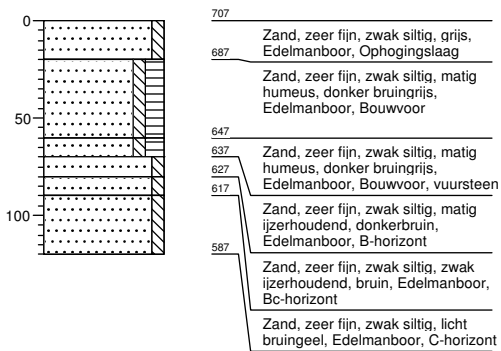 0
50
100
707
Zand, zeer fijn, zwak siltig, grijs,
Edelmanboor, Ophogingslaag
687
Zand, zeer fijn, zwak siltig, matig
humeus, donker bruingrijs,
Edelmanboor, Bouwvoor
647
Zand, zeer fijn, zwak siltig, matig
humeus, donker bruingrijs,
Edelmanboor, Bouwvoor, vuursteen
637
Zand, zeer fijn, zwak siltig, matig
ijzerhoudend, donkerbruin,
Edelmanboor, B-horizont
627
Zand, zeer fijn, zwak siltig, zwak
ijzerhoudend, bruin, Edelmanboor,
Bc-horizont
617
Zand, zeer fijn, zwak siltig, licht
bruingeel, Edelmanboor, C-horizont
587